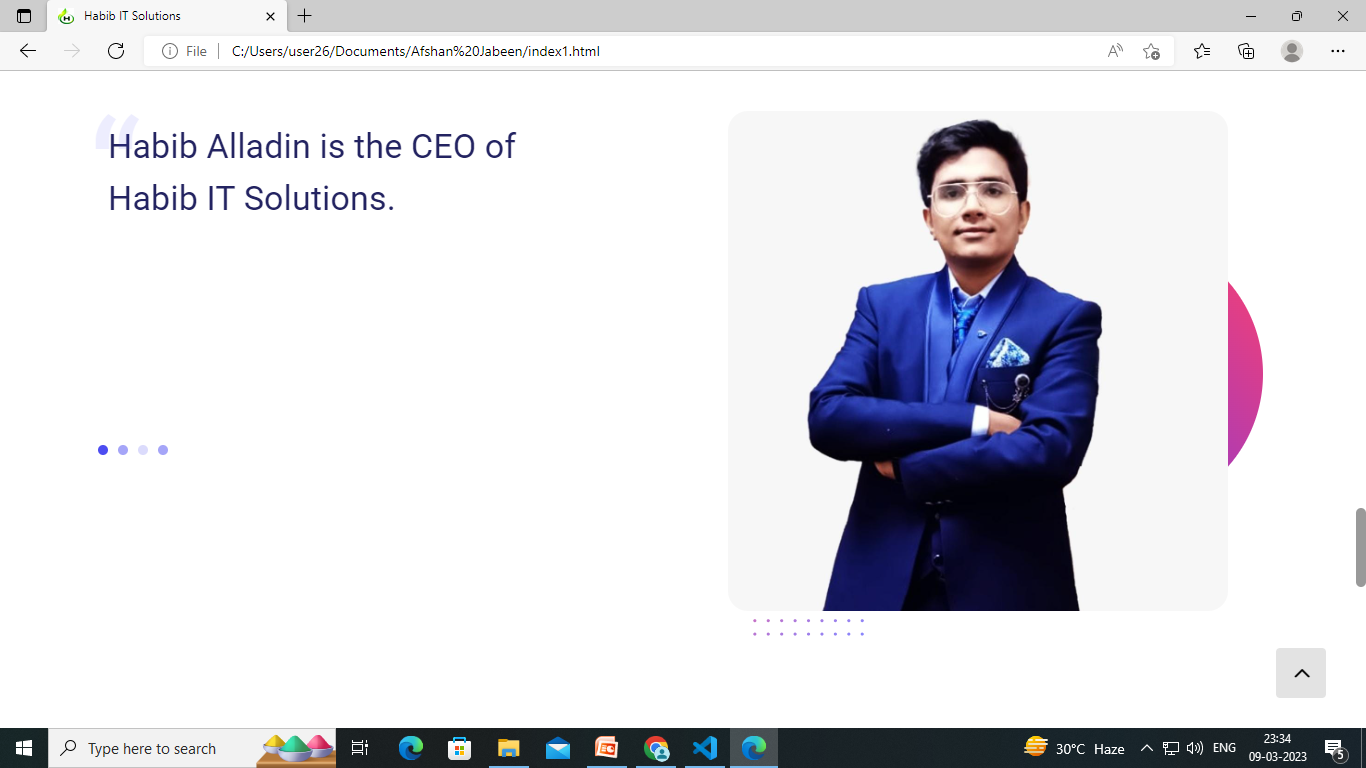 Habib IT Solutions
File
C:/Users/user26/Documents/Afshan%20Jabeen/index1.html
“
Habib Alladin is the CEO of
Habib IT Solutions.
Type here to search
30°C Haze
ENG
23:34
09-03-2023
5